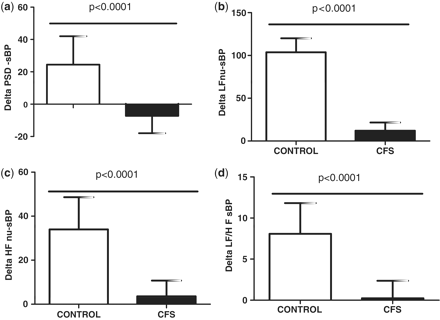 (a)
p<0.0001
60
40
20
0
-20
Delta PSD -sBP
(b)
p<0.0001
150
100
50
0
Delta LFnu-sBP
CONTROL CFS
(c)
p<0.0001
60
40
20
0
Delta HF nu-sBP
CONTROL CFS
(d)
p<0.0001
15
10
5
0
Delta LF/H F sBP
CONTROL CFS